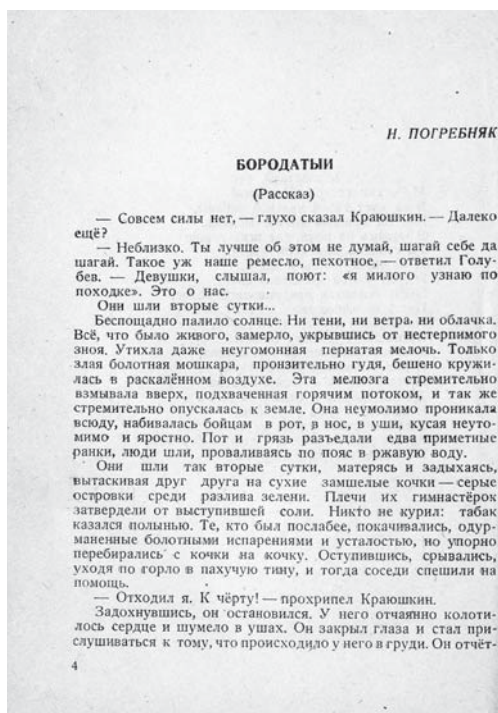 Н. ПОГРЕБНЯК
БОРОДАТЫИ
(Рассказ)
— Совсем силы нет, — глухо сказал Краюшкин. — Далеко
ещё?
— Неблизко. Ты лучше об этом не думай, шагай себе да
шагай. Такое уж наше ремесло, пехотное, — ответил Голу-
бев. — Девушки, слышал, поют: «я милого узнаю по
походке». Это о нас.
Они шли вторые сутки...
Беспощадно палило солнце. Ни тени, ни ветра, ни облачка.
Всё, что было живого, замерло, укрывшись от нестерпимого
зноя. Утихла даже неугомонная пернатая мелочь. Только
злая болотная мошкара, пронзительно гудя, бешено кружи-
лась в раскалённом воздухе. Эта мелюзга стремительно
взмывала вверх, подхваченная горячим потоком, и так же
стремительно опускалась к земле. Она неумолимо проникала
всюду, набивалась бойцам в рот, в нос, в уши, кусая неуто-
мимо и яростно. Пот и грязь разъедали едва приметные
ранки, люди шли, проваливаясь по пояс в ржавую воду.
Они шли так вторые сутки, матерясь и задыхаясь,
вытаскивая друг друга на сухие замшелые кочки — серые
островки среди разлива зелени. Плечи их гимнастёрок
затвердели от выступившей соли. Никто не курил: табак
казался полынью. Те, кто был послабее, покачивались, одур-
маненные болотными испарениями и усталостью, но упорно
перебирались с кочки на кочку. Оступившись, срывались,
уходя по горло в пахучую тину, и тогда соседи спешили на
помощь.
— Отходил я. К чёрту! — прохрипел Краюшкин.
Задохнувшись, он остановился. У него отчаянно колоти-
лось сердце и шумело в ушах. Он закрыл глаза и стал при-
слушиваться к тому, что происходило у него в груди. Он отчёт-
4